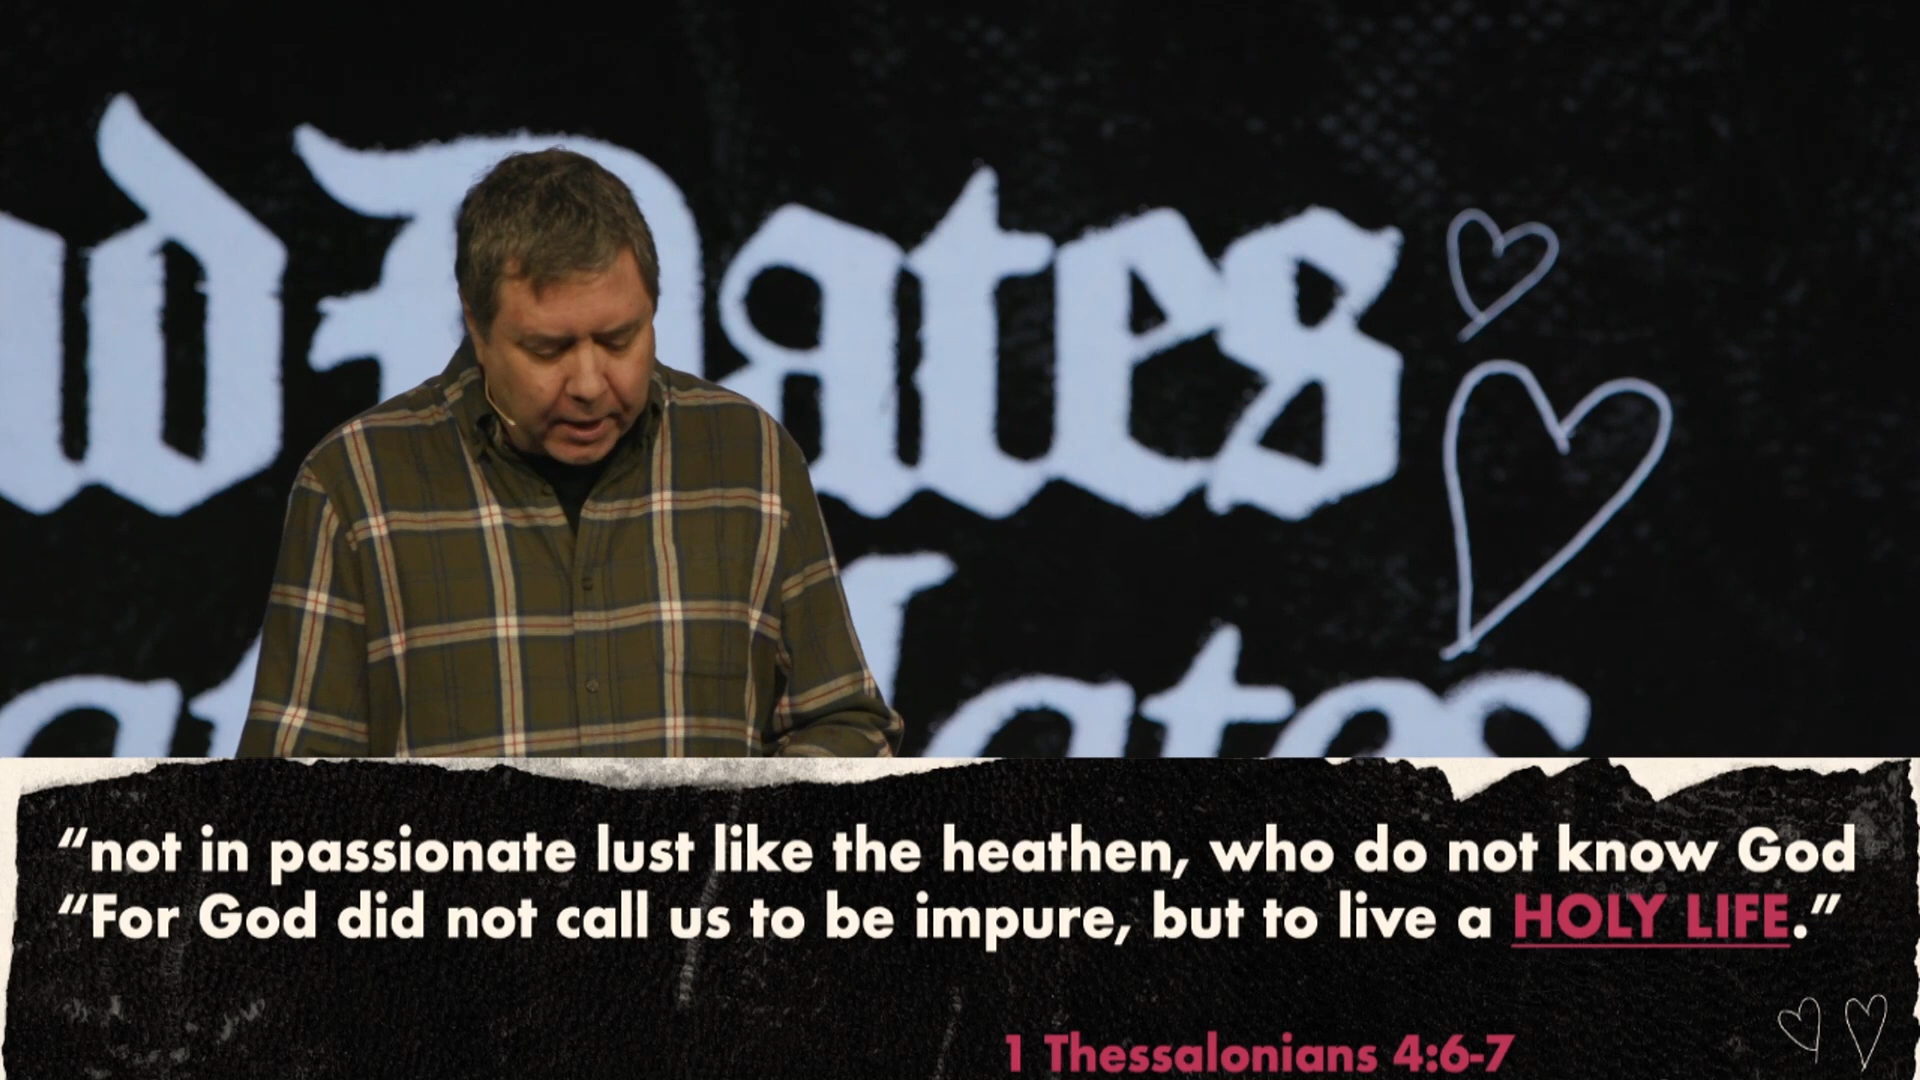 Dates
"not in passionate lust like the heathen, who do not know God
"For God did not call us to be impure, but to live a HOLY LIFE."
1 Thessalonians 4:6-7